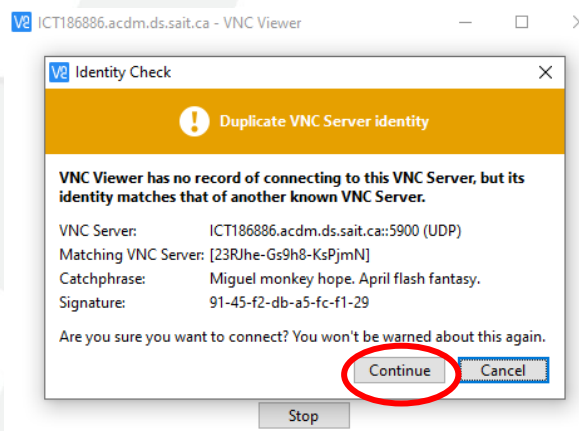 ICT186886.acdm.ds.sait.ca - VNC Viewer
Identity Check
Duplicate VNC Server identity
VNC Viewer has no record of connecting to this VNC Server, but its
identity matches that of another known VNC Server.
VNC Server: ICT186886.acdm.ds.sait.ca::5900 (UDP)
Matching VNC Server: [23RJhe-Gs9h8-KsPjmN]
Catchphrase: Miguel monkey hope. April flash fantasy.
Signature: 91-45-f2-db-a5-fc-f1-29
Are you sure you want to connect? You won't be warned about this again.
Continue Cancel
Stop